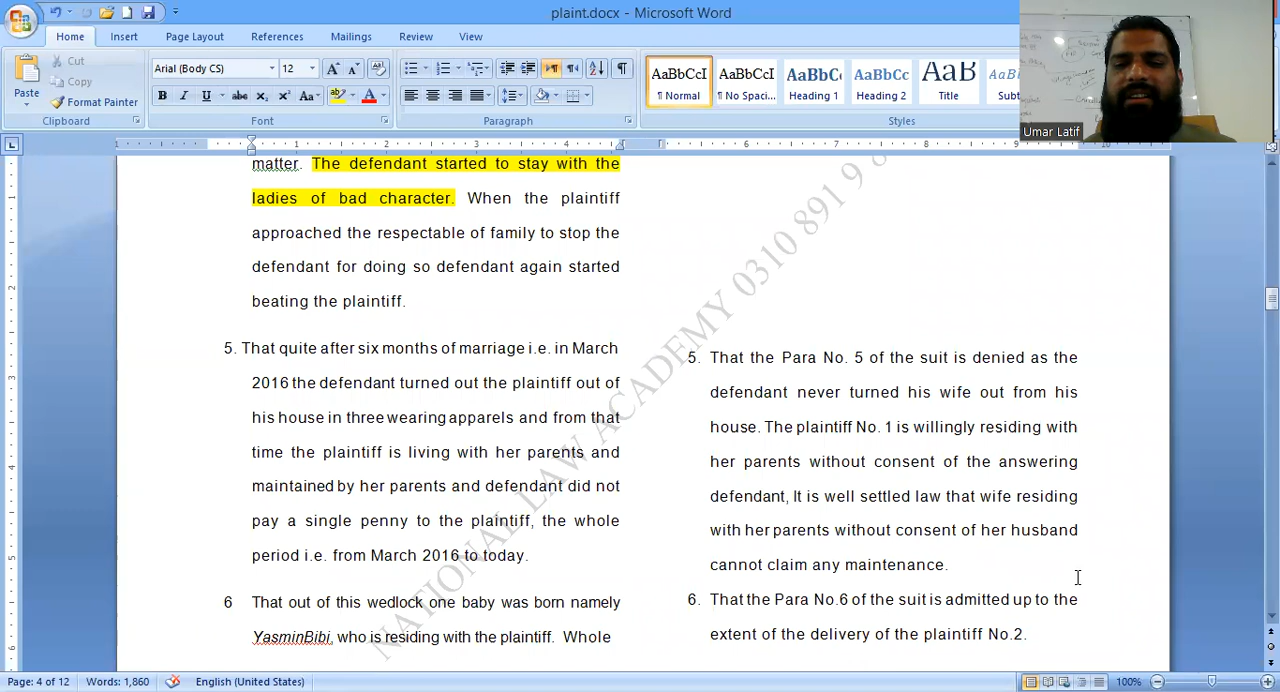 plaint.docx - Microsoft Word
Home Insert Page Layout References Mailings Review View
Cut
Copy
Format Painter
Paste
Clipboard
Arial (Body CS) 12
Font
Paragraph
AaBbCcI AaBbCcI AaBbC AaBbCc AaB
¶ Normal ¶ No Spaci... Heading 1 Heading 2 Title Subt
Styles
Umar Latif
matter. The defendant started to stay with the
ladies of bad character. When the plaintiff
approached the respectable of family to stop the
defendant for doing so defendant again started
beating the plaintiff.
5. That quite after six months of marriage i.e. in March
2016 the defendant turned out the plaintiff out of
his house in three wearing apparels and from that
time the plaintiff is living with her parents and
maintained by her parents and defendant did not
pay a single penny to the plaintiff, the whole
period i.e. from March 2016 to today.
6 That out of this wedlock one baby was born namely
YasminBibi, who is residing with the plaintiff. Whole
5. That the Para No. 5 of the suit is denied as the
defendant never turned his wife out from his
house. The plaintiff No. 1 is willingly residing with
her parents without consent of the answering
defendant, It is well settled law that wife residing
with her parents without consent of her husband
cannot claim any maintenance.
6. That the Para No.6 of the suit is admitted up to the
extent of the delivery of the plaintiff No.2.
NATIONAL LAW ACADEMY 0310 891 9 8
Page: 4 of 12 Words: 1,860 English (United States) 100%